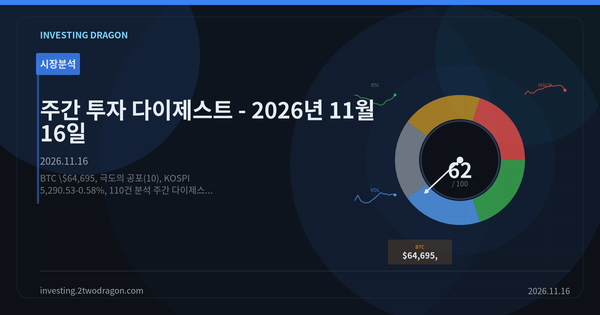 INVESTING DRAGON
시장분석
주간 투자 다이제스트 - 2026년 11월
16일
2026.11.16
BTC \$64,695, 극도의 공포(10), KOSPI
5,290.53-0.58%, 110건 분석 주간 다이제스...
RSI
MACD
VOL
62
/ 100
BTC
$64,695,
investing.2twodragon.com
2026.11.16